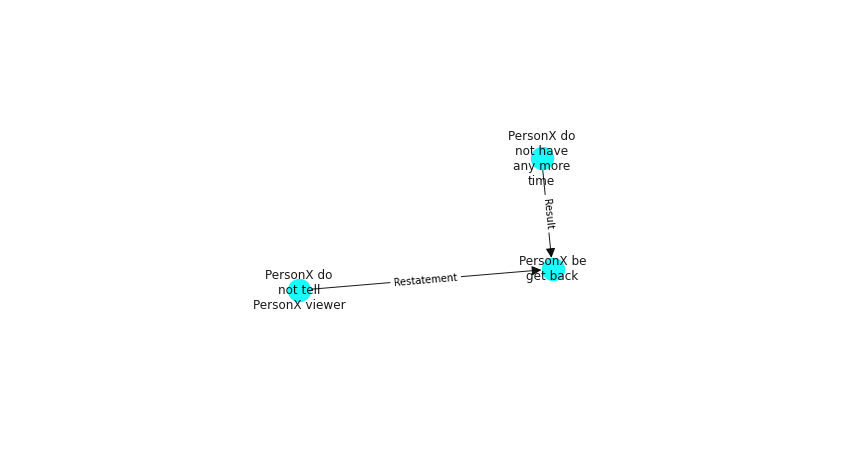 PersonX do
not have
any more
time
Result
PersonX be
get back
Restatement
PersonX do
not tell
PersonX viewer